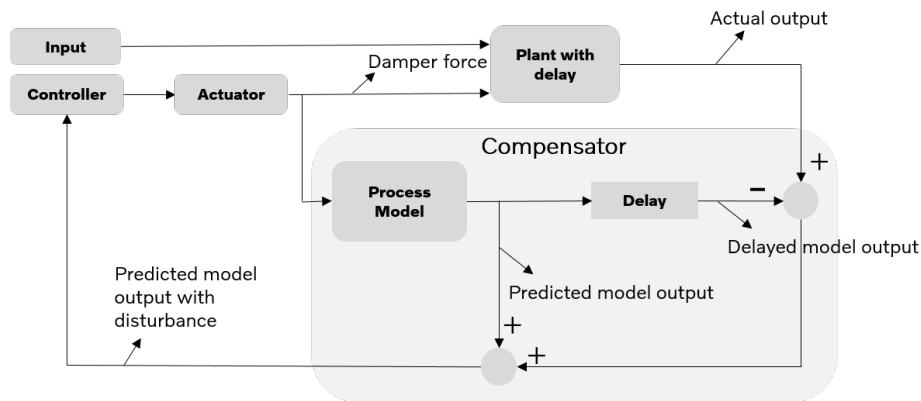 Actual output
Input
Plant with
delay
Damper force
Controller
Actuator
Compensator
+
Process
Model
Delay
−
Delayed model output
Predicted model
output with
disturbance
Predicted model output
+
+